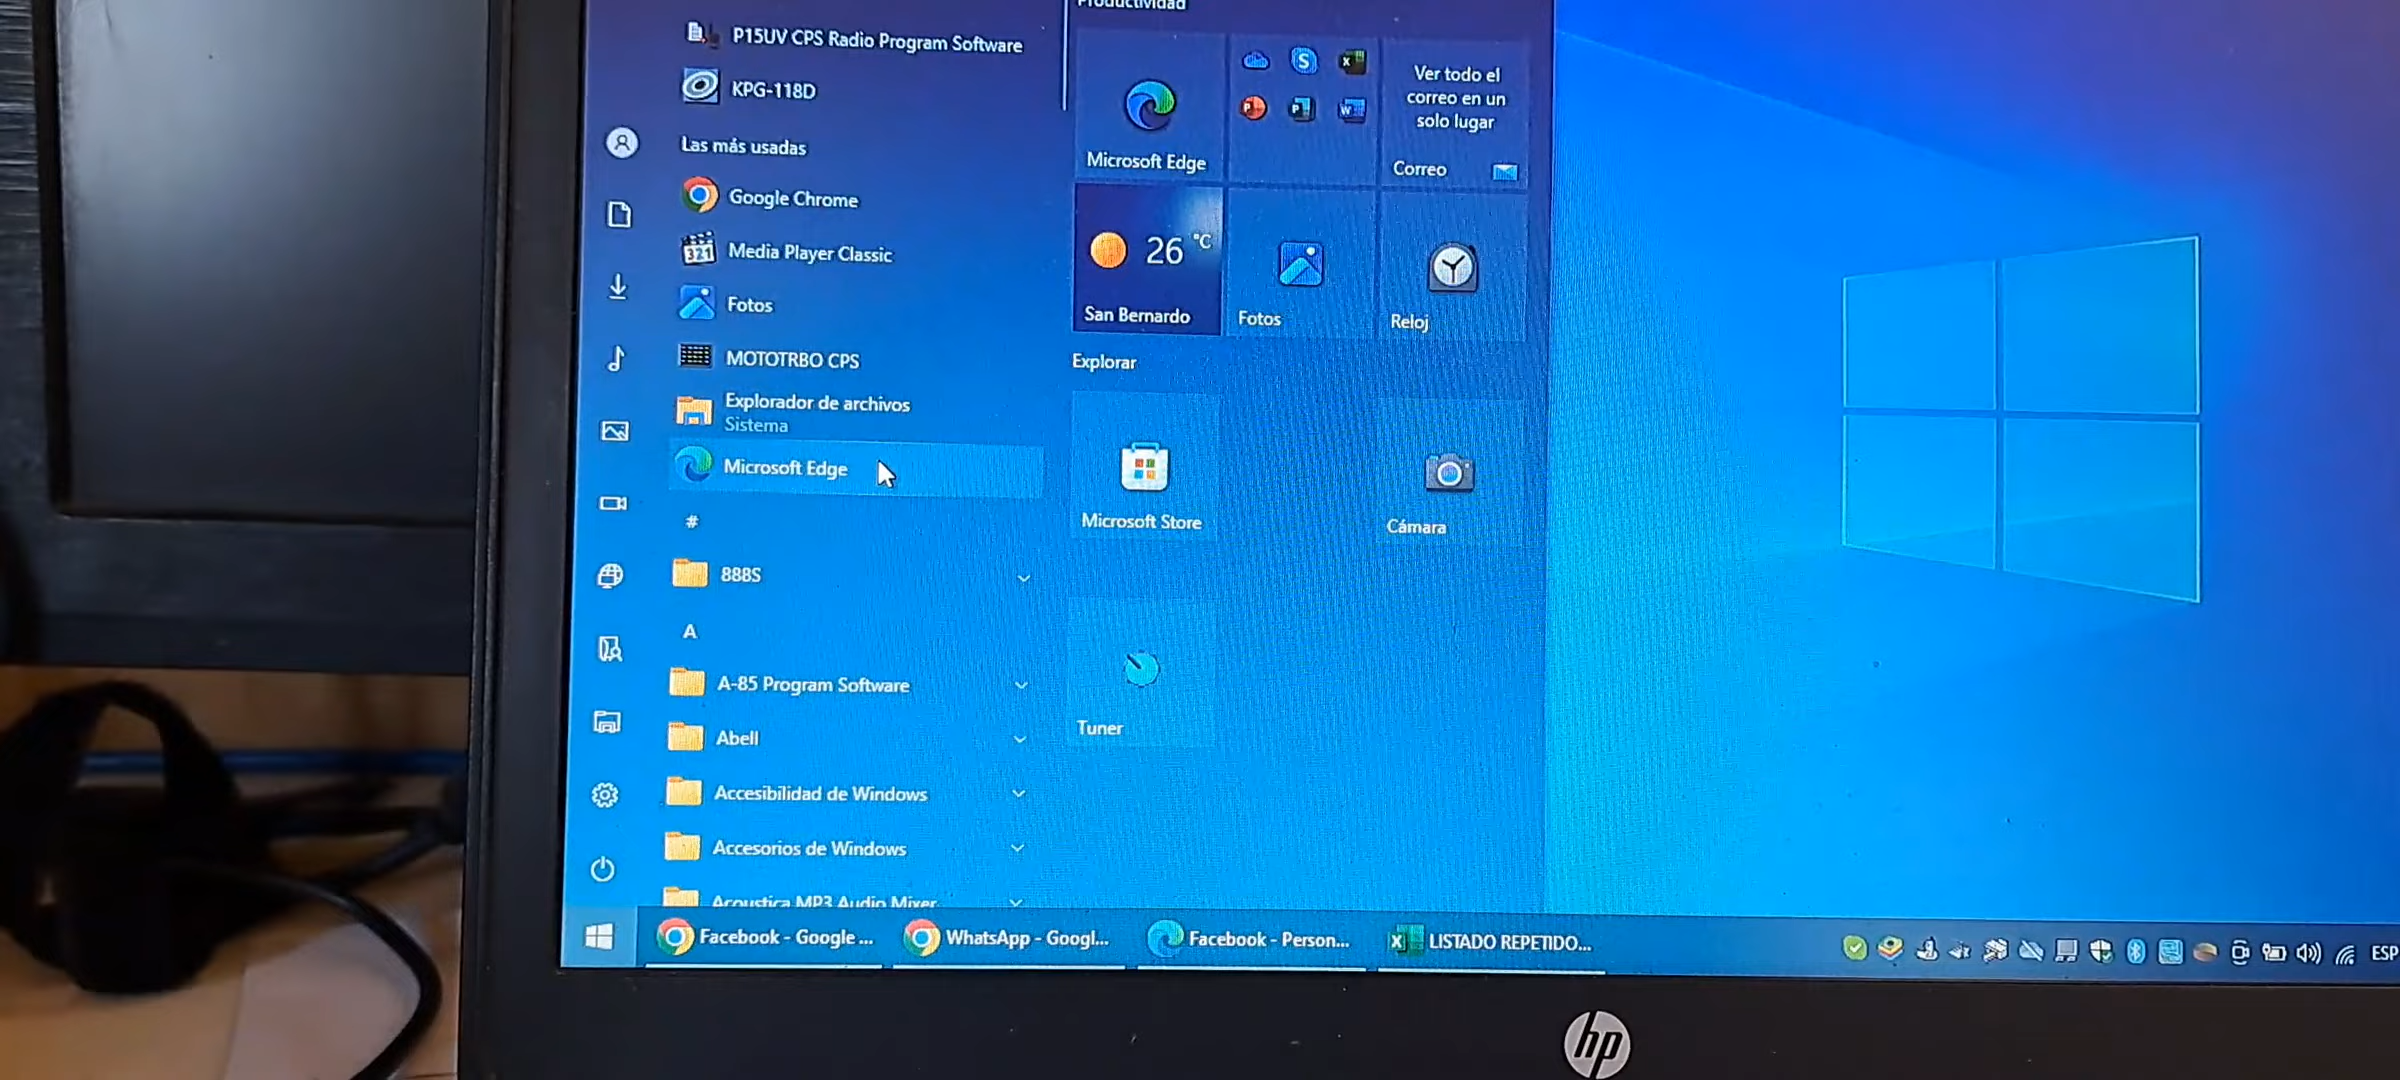 P15UV CPS Radio Program Software
KPG-118D
Las más usadas
Google Chrome
Media Player Classic
Fotos
MOTOTRBO CPS
Explorador de archivos
Sistema
Microsoft Edge
#
888S
A
A-85 Program Software
Abell
Accesibilidad de Windows
Accesorios de Windows
Acoustica MP3 Audio Mixer
Productividad
Microsoft Edge
Ver todo el
correo en un
solo lugar
Correo
26 °C
San Bernardo
Fotos
Reloj
Explorar
Microsoft Store
Cámara
Tuner
Facebook - Google ...
WhatsApp - Googl...
Facebook - Person...
LISTADO REPETIDO...
ESP
hp